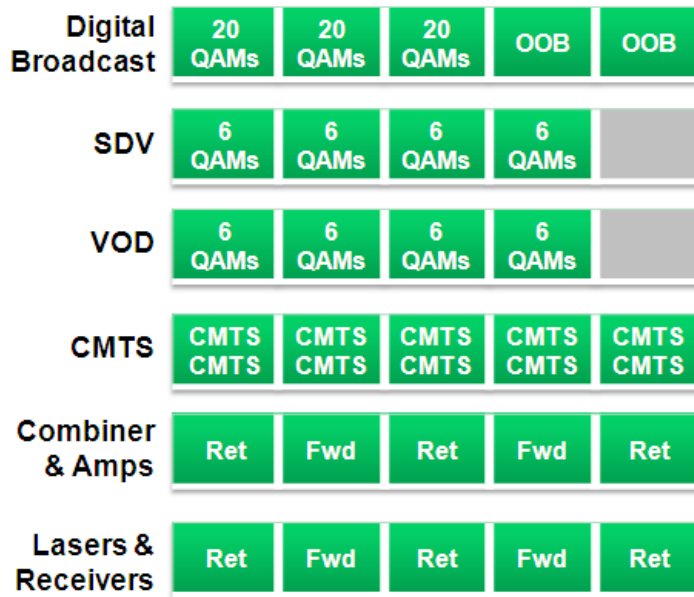 Digital
Broadcast
20
QAMs
20
QAMs
20
QAMs
OOB
OOB
SDV
6
QAMs
6
QAMs
6
QAMs
6
QAMs
VOD
6
QAMs
6
QAMs
6
QAMs
6
QAMs
CMTS
CMTS
CMTS
CMTS
CMTS
CMTS
CMTS
CMTS
CMTS
CMTS
CMTS
Combiner
& Amps
Ret
Fwd
Ret
Fwd
Ret
Lasers &
Receivers
Ret
Fwd
Ret
Fwd
Ret